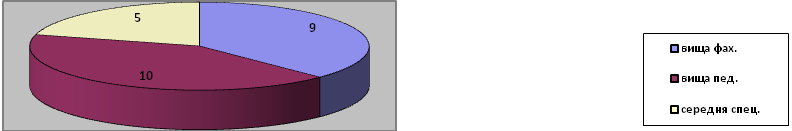 5
9
10
вища фах.
вища пед.
середня спец.